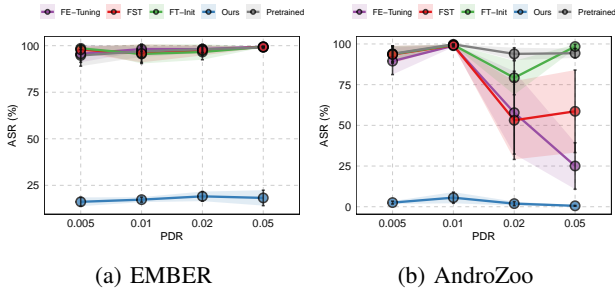 FE−Tuning FST FT−Init Ours Pretrained
ASR (%)
100
75
50
25
0.005 0.01 0.02 0.05
PDR
(a) EMBER
FE−Tuning FST FT−Init Ours Pretrained
ASR (%)
100
75
50
25
0
0.005 0.01 0.02 0.05
PDR
(b) AndroZoo